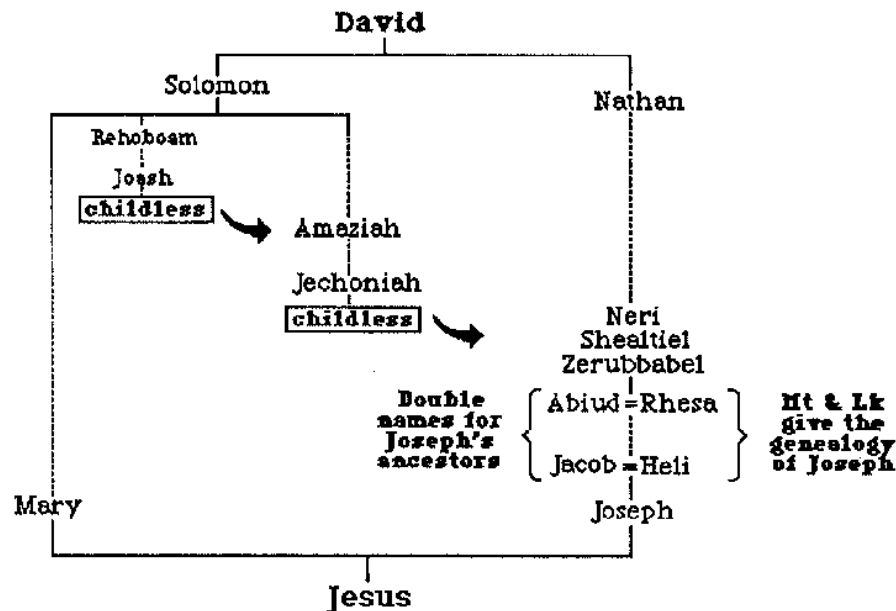 David
Solomon
Nathan
Rehoboam
Joash
childless
Amaziah
Jechoniah
childless
Neri
Shealtiel
Zerubbabel
Double
names for
Joseph's
ancestors
Abiud=Rhesa
Jacob=Heli
Mt & Lk
give the
genealogy
of Joseph
Mary
Joseph
Jesus